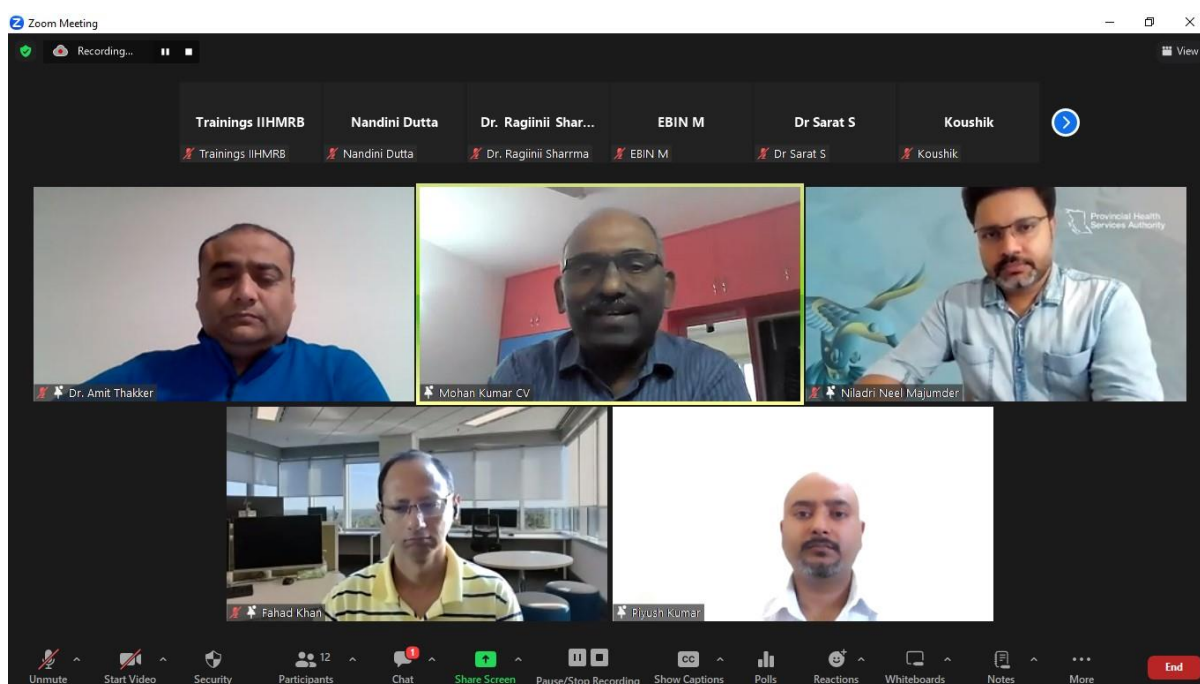 Zoom Meeting
Recording...
View
Trainings IIHMRB
Nandini Dutta
Dr. Ragiinii Shar...
EBIN M
Dr Sarat S
Koushik
Trainings IIHMRB
Nandini Dutta
Dr. Ragiinii Sharrma
EBIN M
Dr Sarat S
Koushik
Provincial Health
Services Authority
Dr. Amit Thakker
Mohan Kumar CV
Niladri Neel Majumder
Fahad Khan
Piyush Kumar
12
1
CC
Unmute
Start Video
Security
Participants
Chat
Share Screen
Pause/Stop Recording
Show Captions
Polls
Reactions
Whiteboards
Notes
More
End